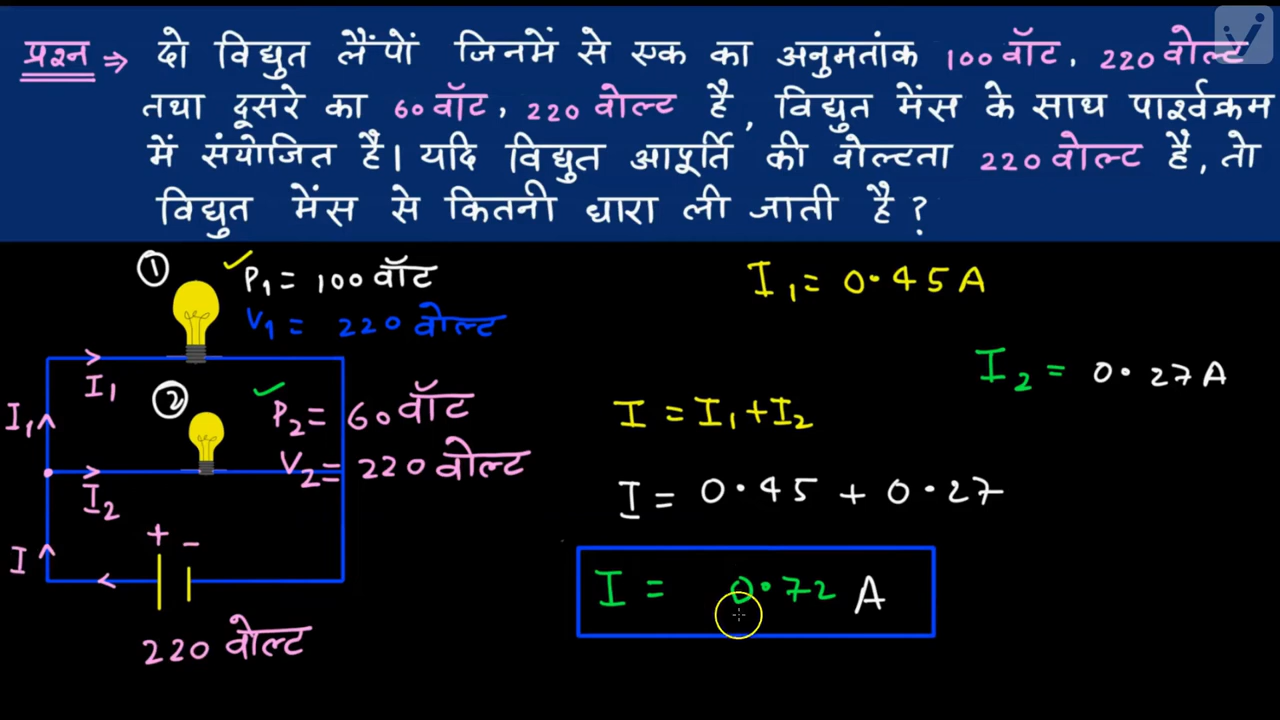 प्रश्न ⇒ दो विद्युत लैंपों जिनमें से एक का अनुमतांक 100 वॉट, 220 वोल्ट
तथा दूसरे का 60 वॉट, 220 वोल्ट है, विद्युत मेंस के साथ पार्श्वक्रम
में संयोजित है। यदि विद्युत आपूर्ति की वोल्टता 220 वोल्ट है, तो
विद्युत मेंस से कितनी धारा ली जाती है?
①
P₁ = 100 वॉट
V₁ = 220 वोल्ट
I₁
I₁
②
P₂ = 60 वॉट
V₂ = 220 वोल्ट
I₂
+ -
I
220 वोल्ट
I₁ = 0.45 A
I₂ = 0.27 A
I = I₁ + I₂
I = 0.45 + 0.27
I = 0.72 A